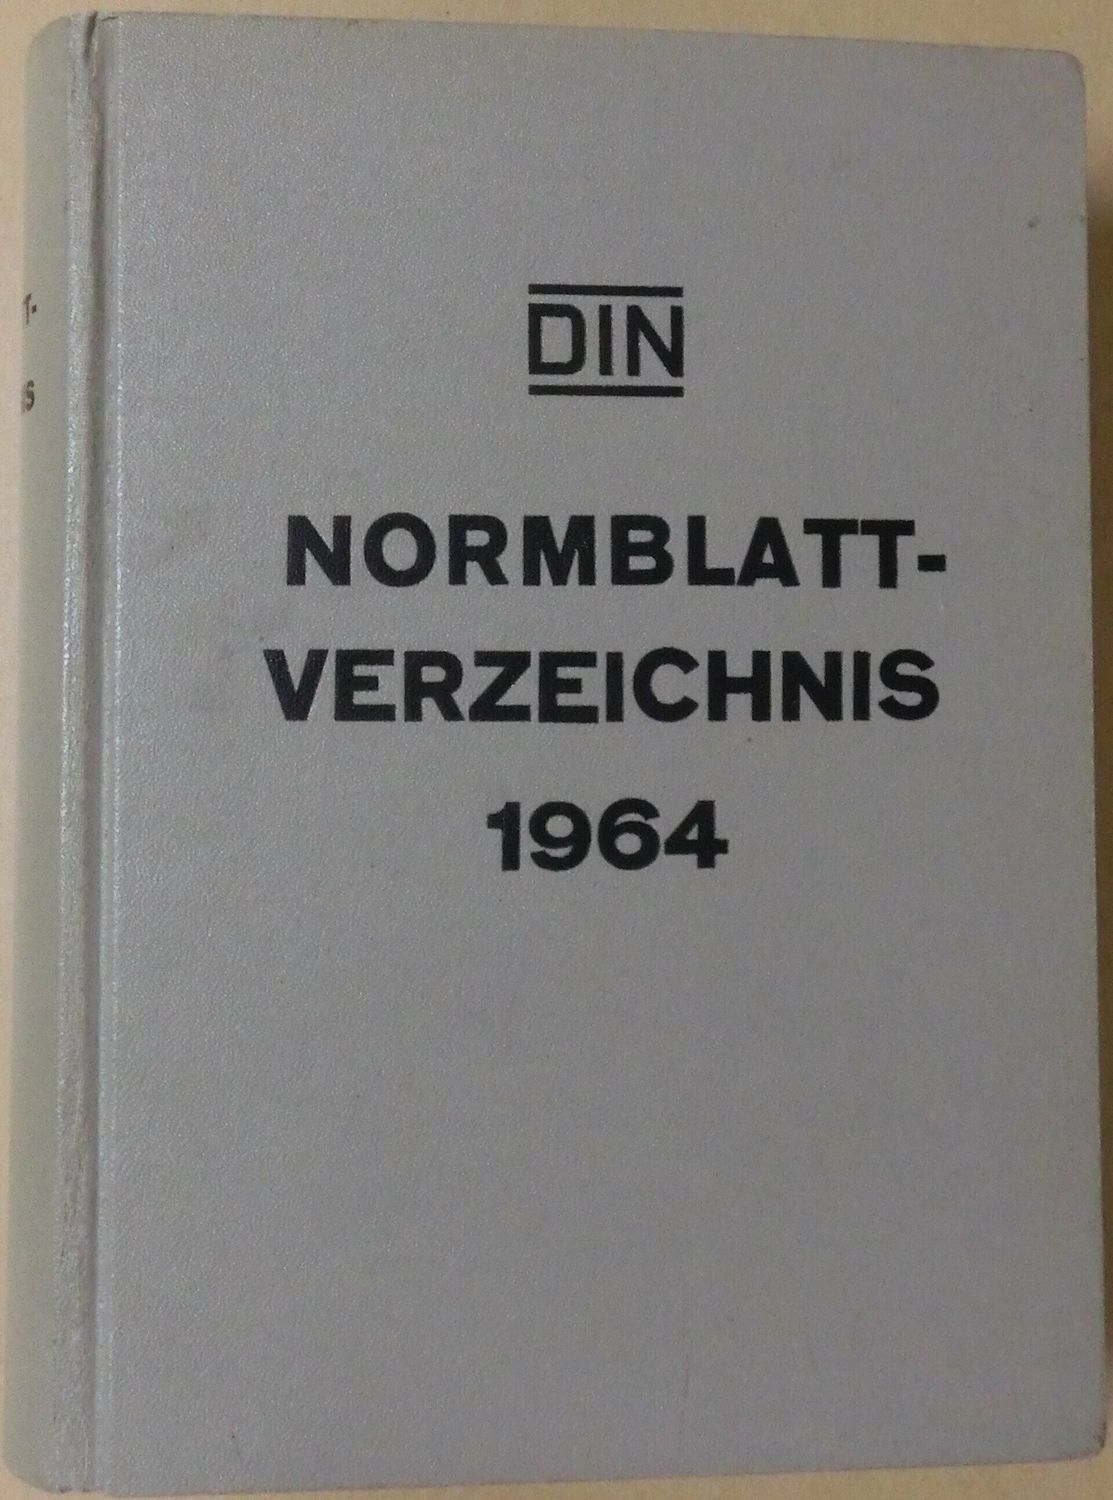 DIN
NORMBLATT-
VERZEICHNIS
1964